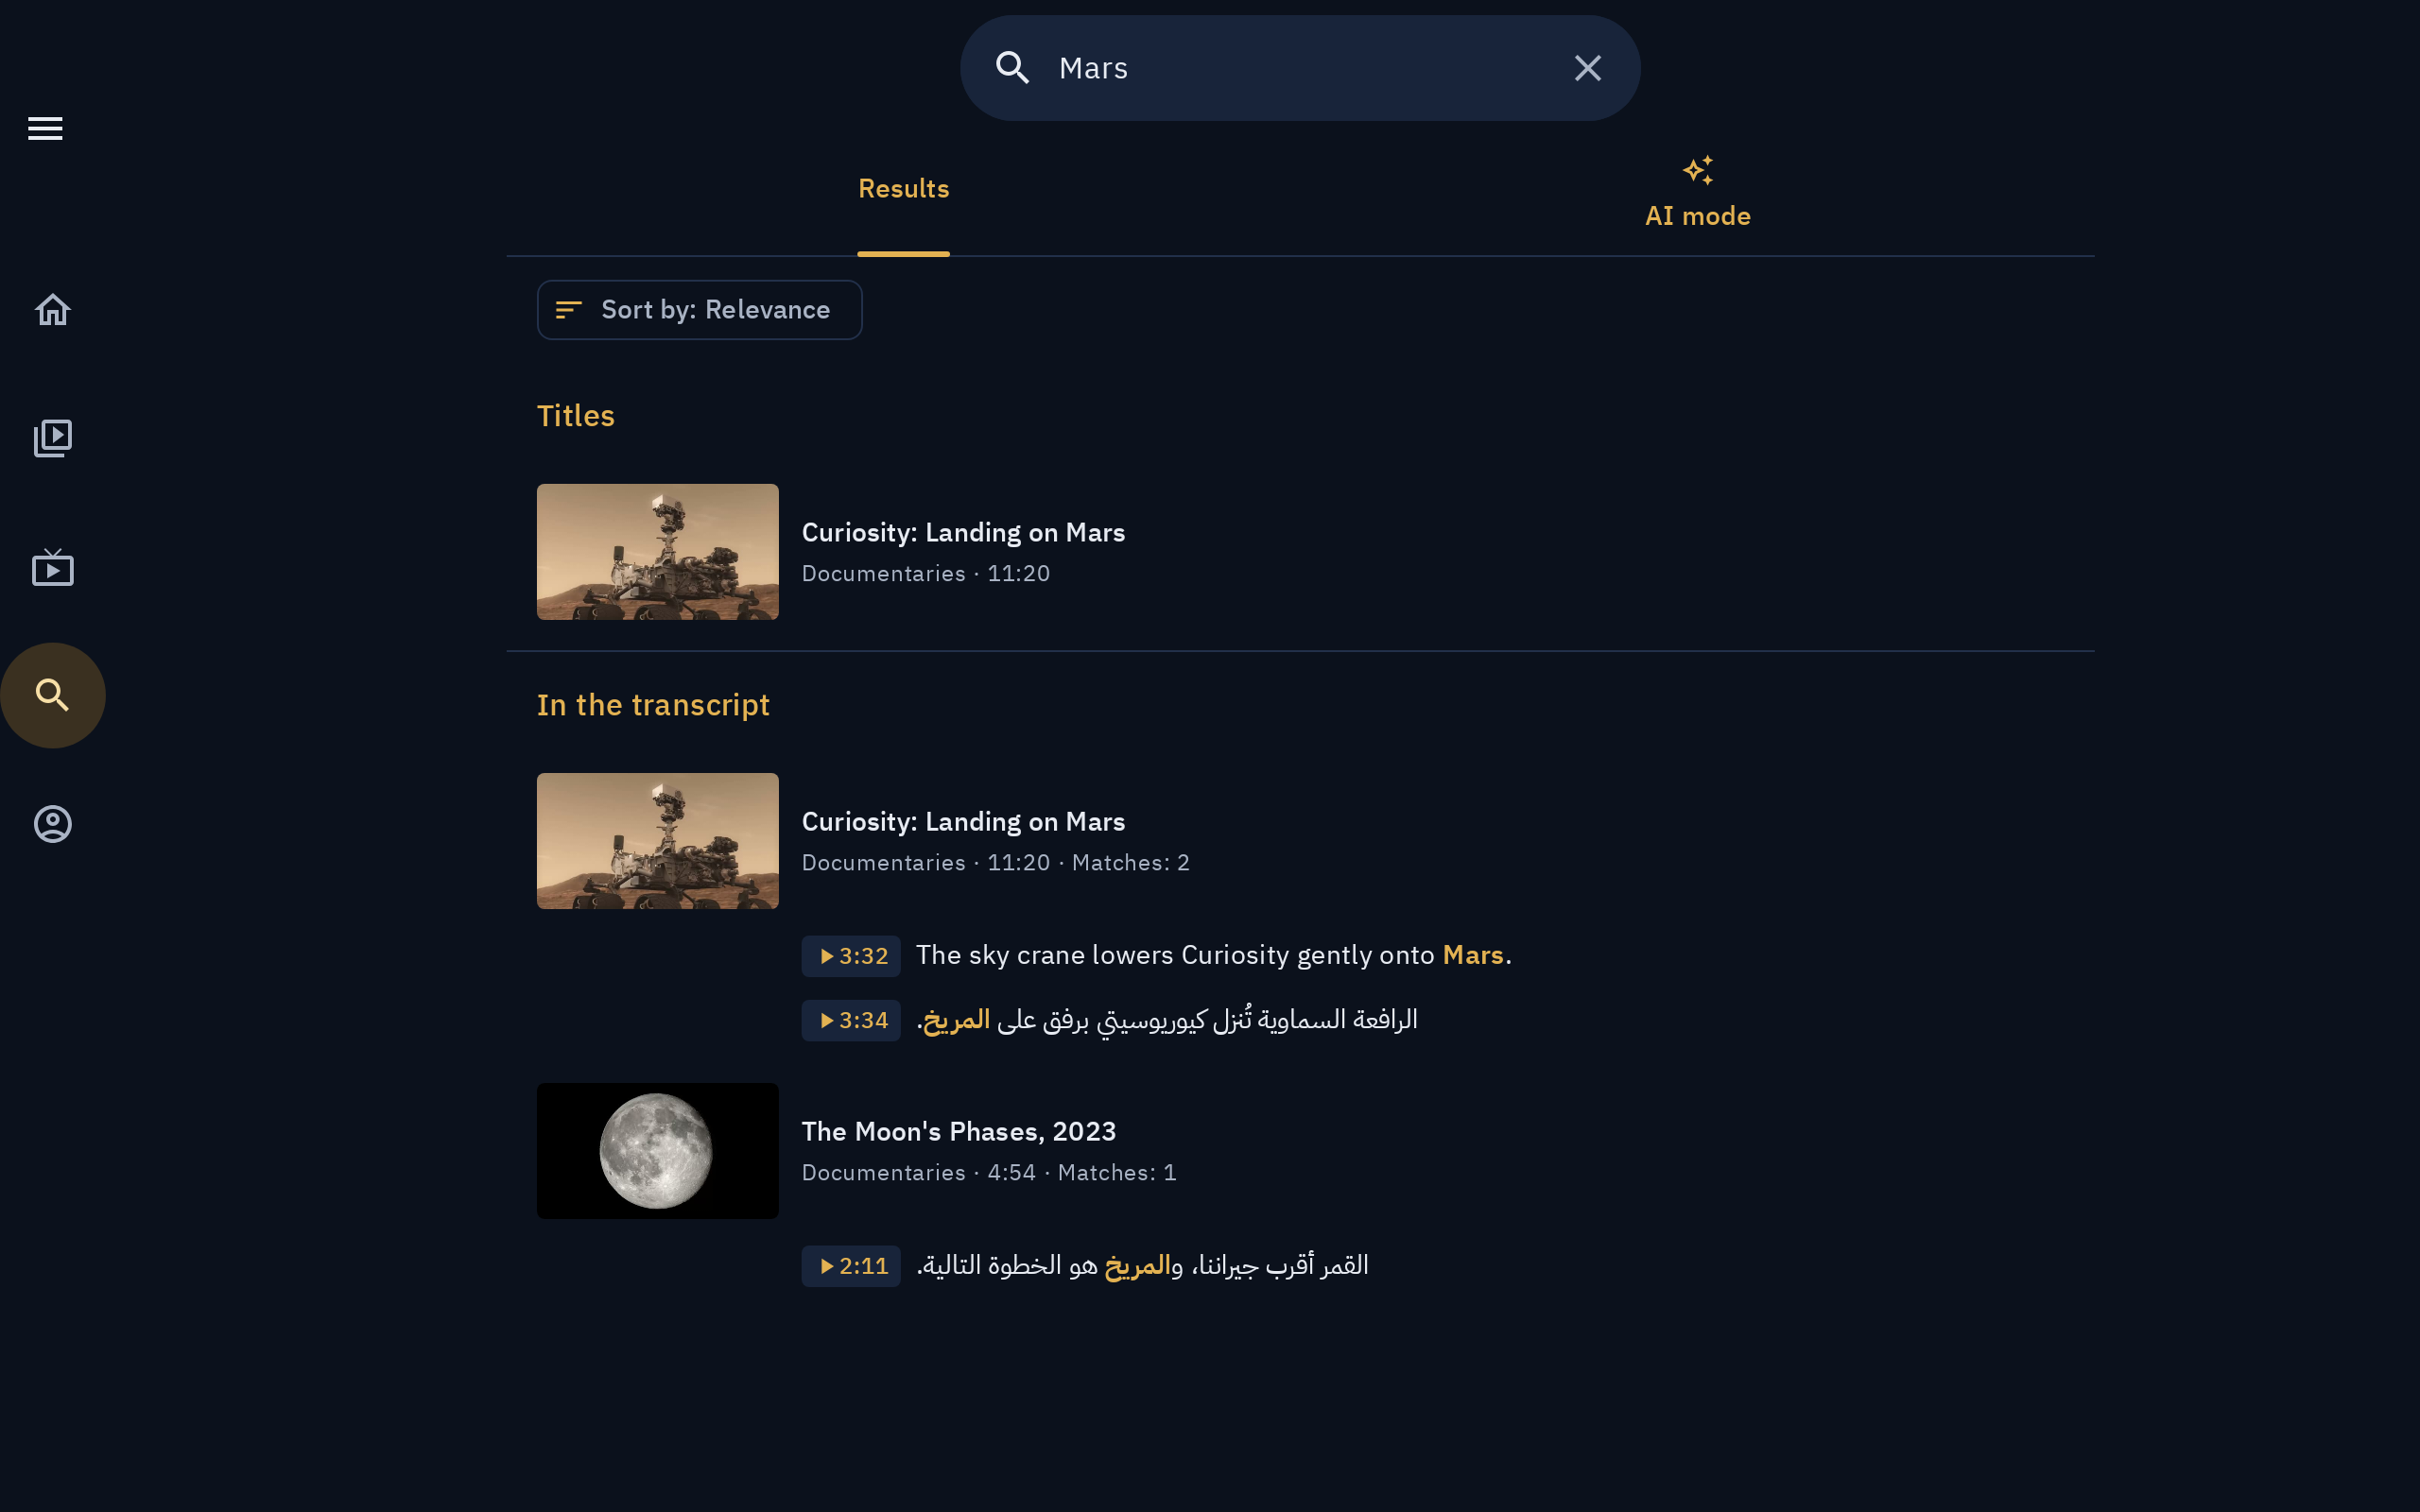 Mars
Results
AI mode
Sort by: Relevance
Titles
Curiosity: Landing on Mars
Documentaries · 11:20
In the transcript
Curiosity: Landing on Mars
Documentaries · 11:20 · Matches: 2
3:32 The sky crane lowers Curiosity gently onto Mars.
3:34 الرافعة السماوية تُنزل كيوريوسيتي برفق على المريخ.
The Moon's Phases, 2023
Documentaries · 4:54 · Matches: 1
2:11 القمر أقرب جيراننا، والمريخ هو الخطوة التالية.